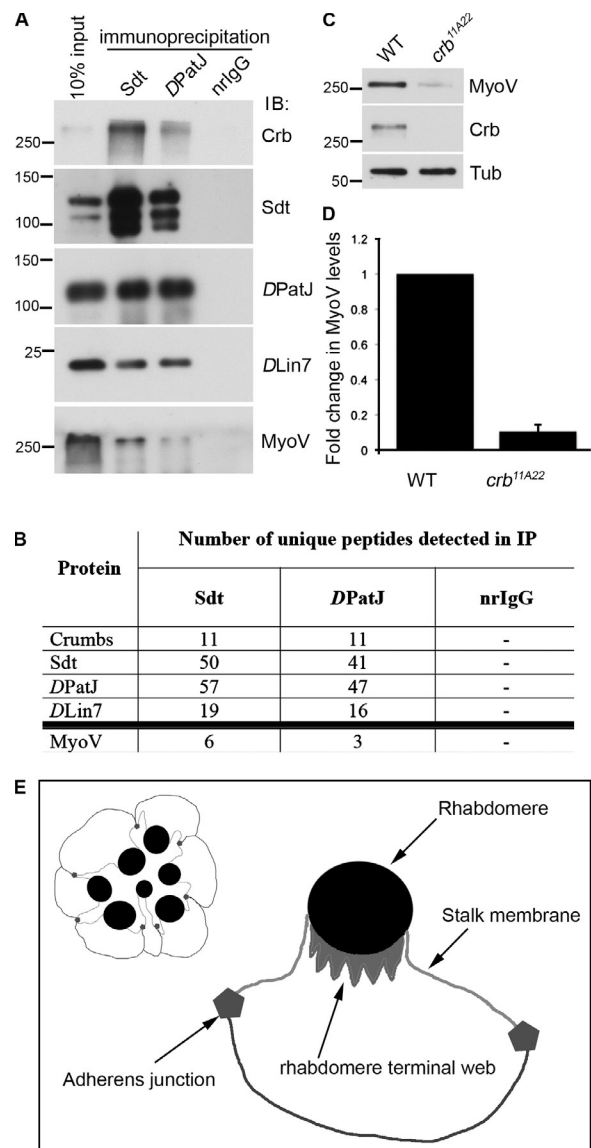 A
immunoprecipitation
10% input
Sdt
DPatJ
nrIgG
IB:
250
Crb
150
100
Sdt
150
100
DPatJ
25
DLin7
250
MyoV
C
WT
crb11A22
250
MyoV
250
Crb
50
Tub
D
Fold change in MyoV levels
1.2
1
0.8
0.6
0.4
0.2
0
WT
crb11A22
B
Protein
Number of unique peptides detected in IP
Sdt DPatJ nrIgG
Crumbs 11 11 -
Sdt 50 41 -
DPatJ 57 47 -
DLin7 19 16 -
MyoV 6 3 -
E
Rhabdomere
Stalk membrane
rhabdomere terminal web
Adherens junction